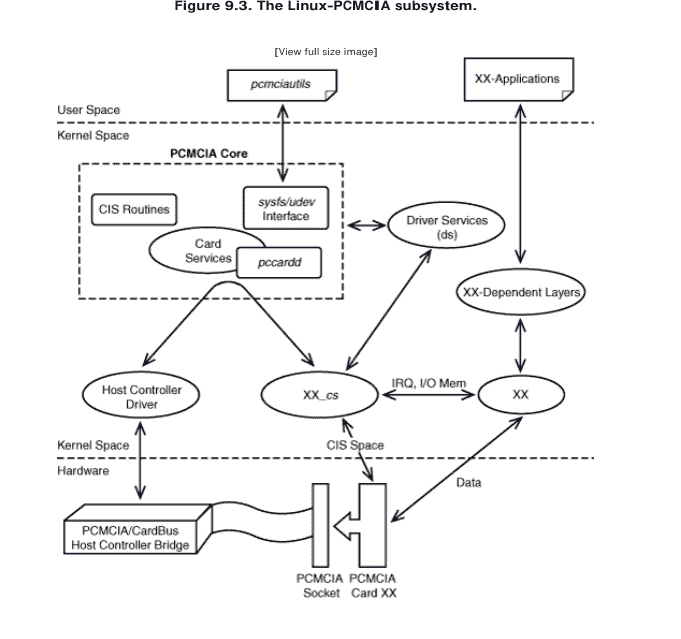 Figure 9.3. The Linux-PCMCIA subsystem.
[View full size image]
pcmciautils
XX-Applications
User Space
Kernel Space
PCMCIA Core
CIS Routines
sysfs/udev
Interface
Driver Services
(ds)
Card
Services
pccardd
XX-Dependent Layers
Host Controller
Driver
XX_cs
IRQ, I/O Mem
XX
Kernel Space
CIS Space
Hardware
Data
PCMCIA/CardBus
Host Controller Bridge
PCMCIA
Socket
PCMCIA
Card XX